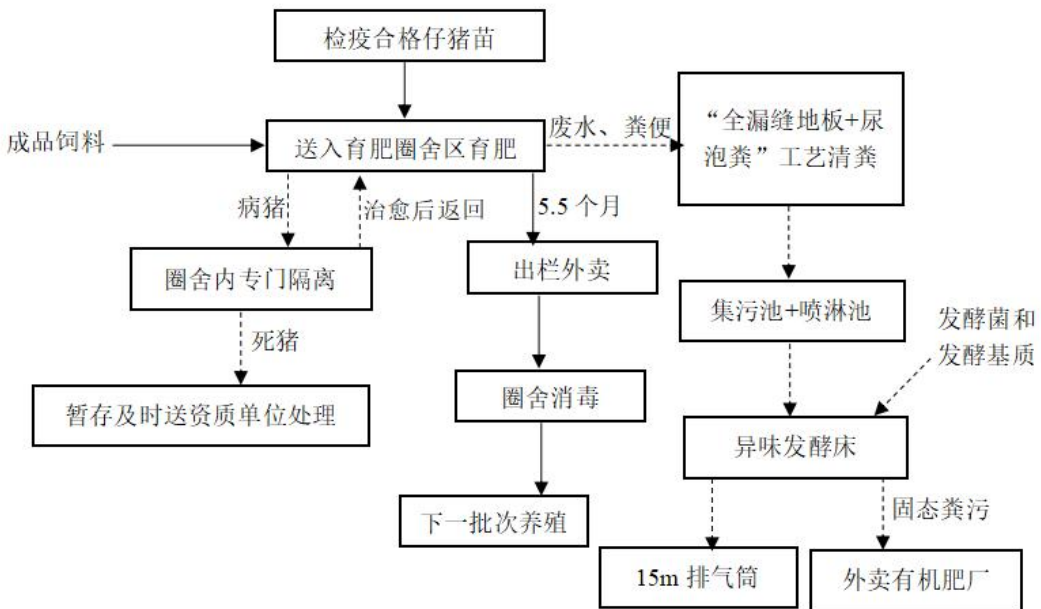 检疫合格仔猪苗
成品饲料
送入育肥圈舍区育肥
废水、粪便
“全漏缝地板+尿
泡粪”工艺清粪
病猪
治愈后返回
5.5 个月
圈舍内专门隔离
出栏外卖
集污池+喷淋池
发酵菌和
发酵基质
死猪
暂存及时送资质单位处理
圈舍消毒
异味发酵床
固态粪污
下一批次养殖
15m 排气筒
外卖有机肥厂